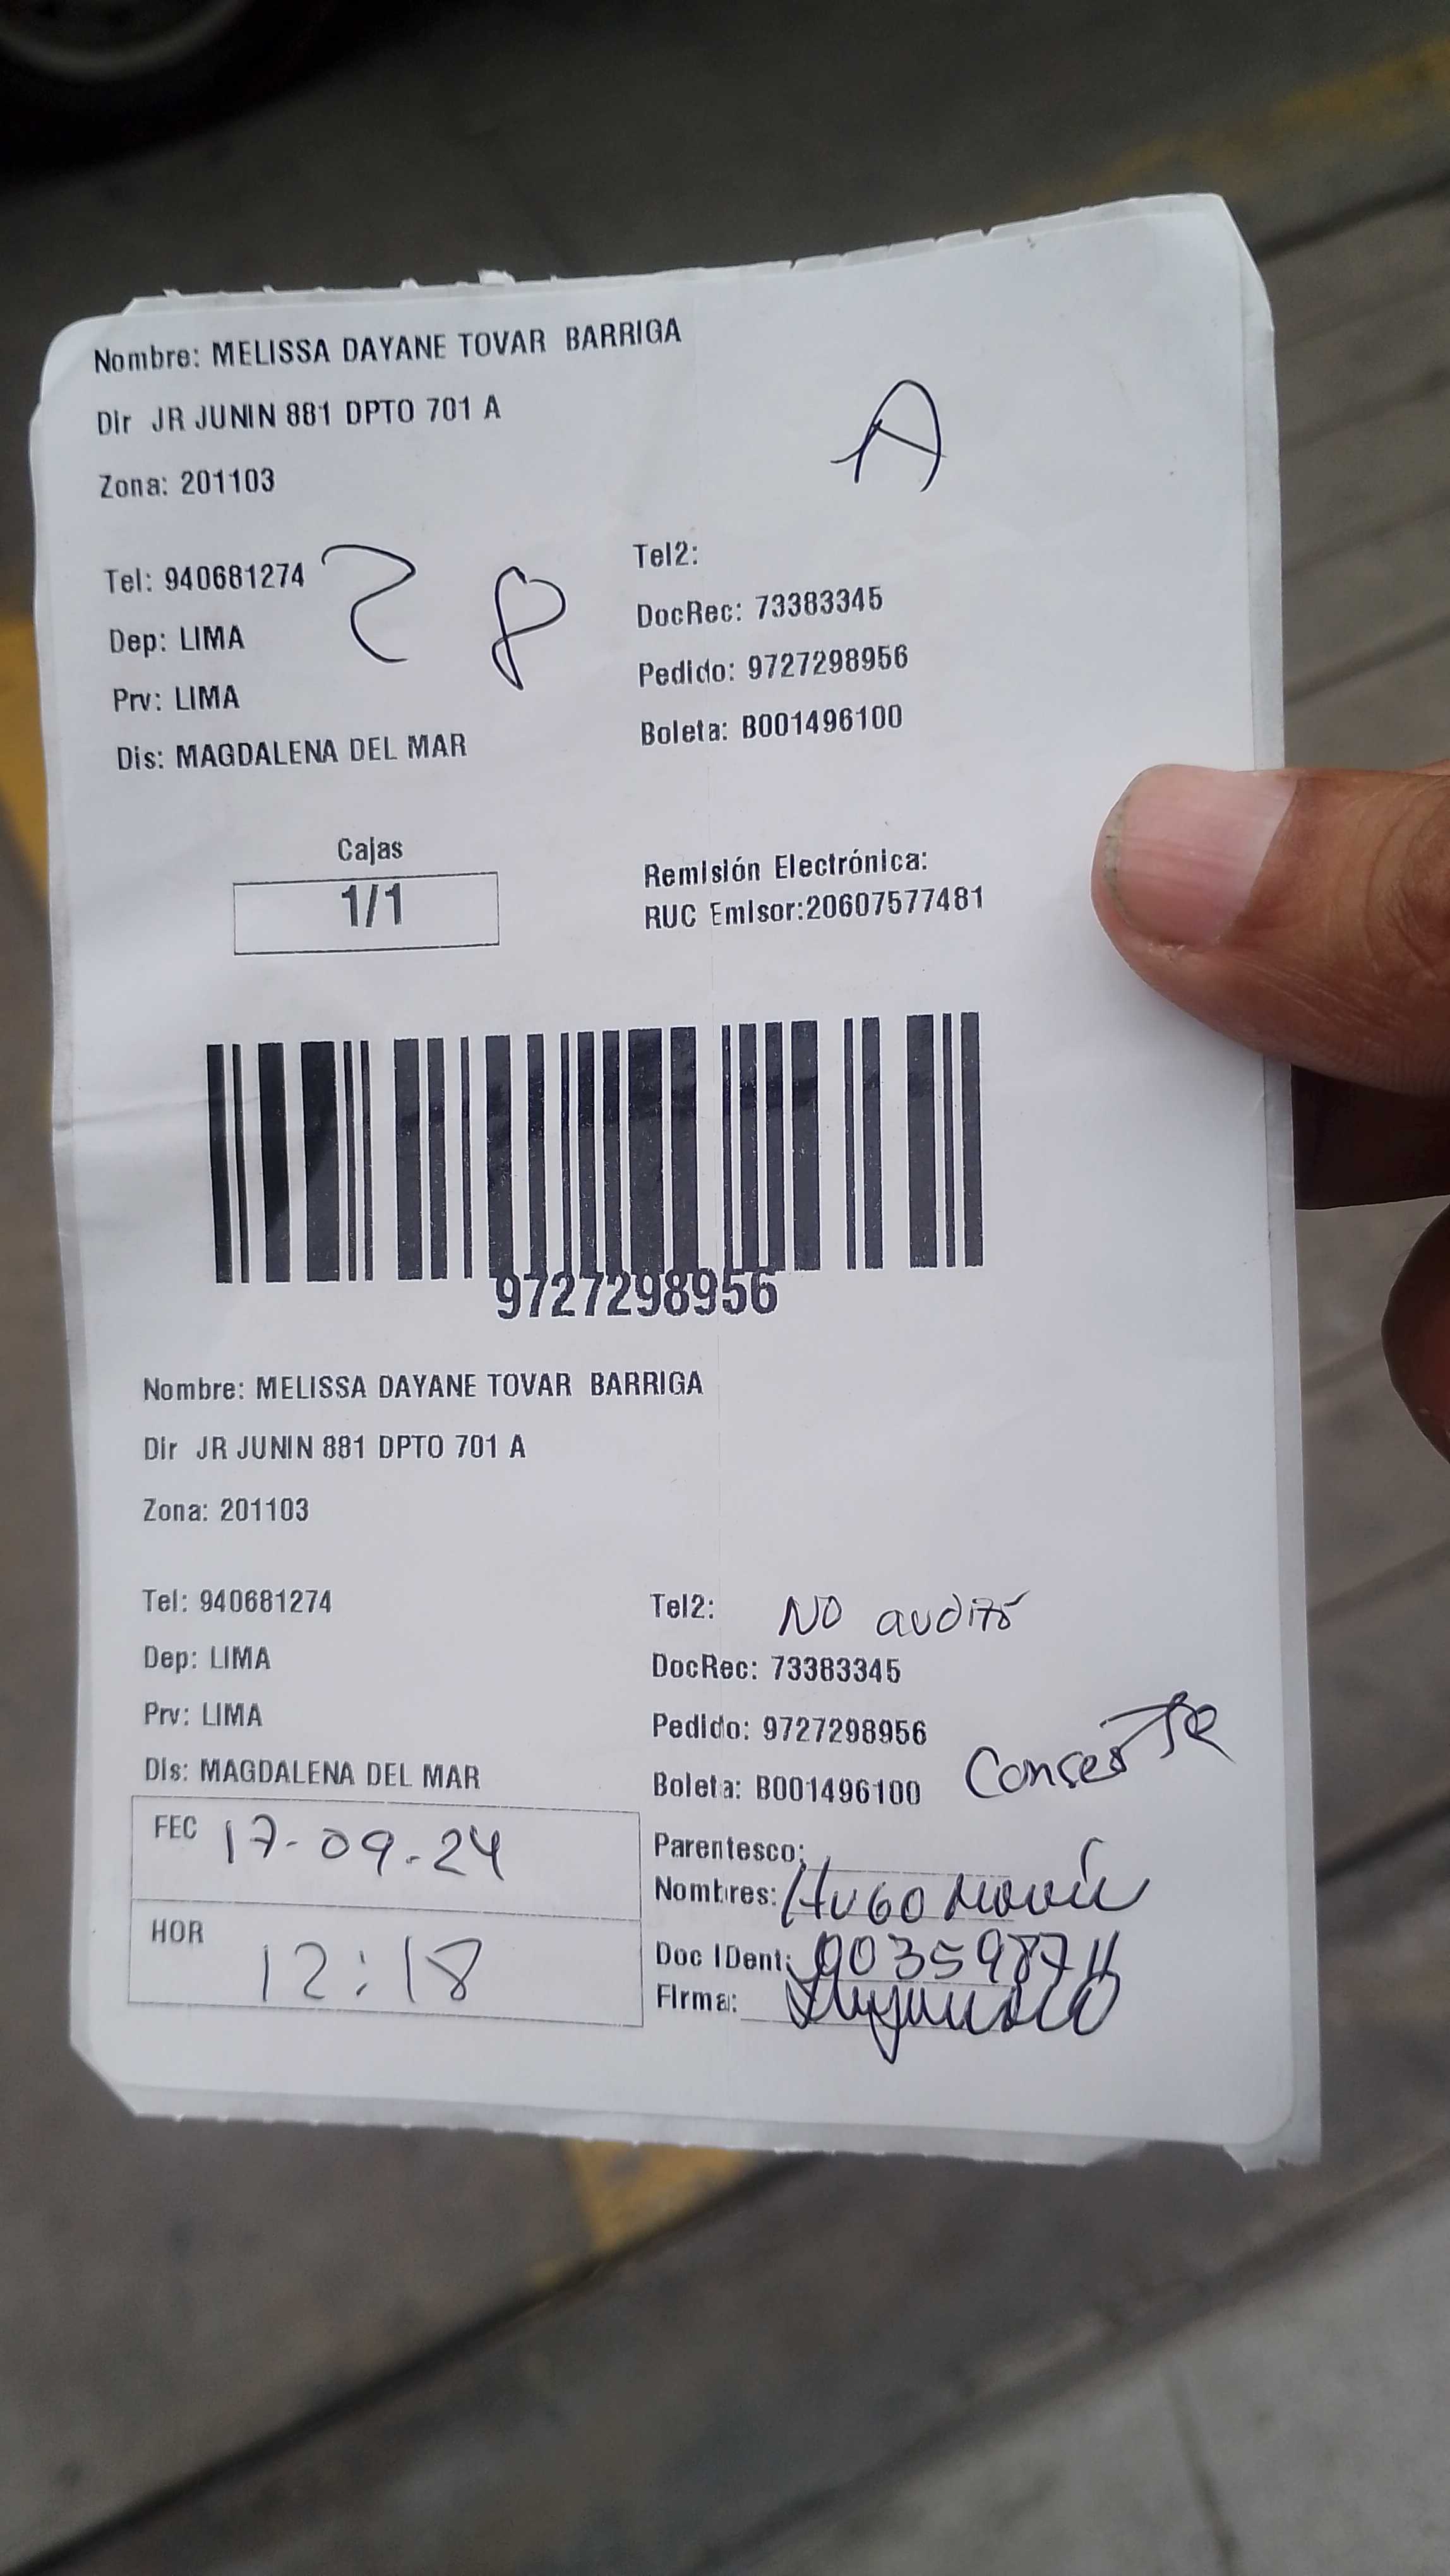 Nombre: MELISSA DAYANE TOVAR BARRIGA
Dir JR JUNIN 881 DPTO 701 A
A
Zona: 201103
Tel: 940681274
Tel2:
Dep: LIMA
DocRec: 73383345
Prv: LIMA
Pedido: 9727298956
Dis: MAGDALENA DEL MAR
Boleta: B001496100
Cajas
1/1
Remisión Electrónica:
RUC Emisor:20607577481
9727298956
Nombre: MELISSA DAYANE TOVAR BARRIGA
Dir JR JUNIN 881 DPTO 701 A
Zona: 201103
Tel: 940681274
Tel2: NO audito
Dep: LIMA
DocRec: 73383345
Prv: LIMA
Pedido: 9727298956
Dis: MAGDALENA DEL MAR
Boleta: B001496100
FEC 17-09-24
Parentesco:
Nombres: HUGO
HOR 12:18
Doc IDent:
Firma: